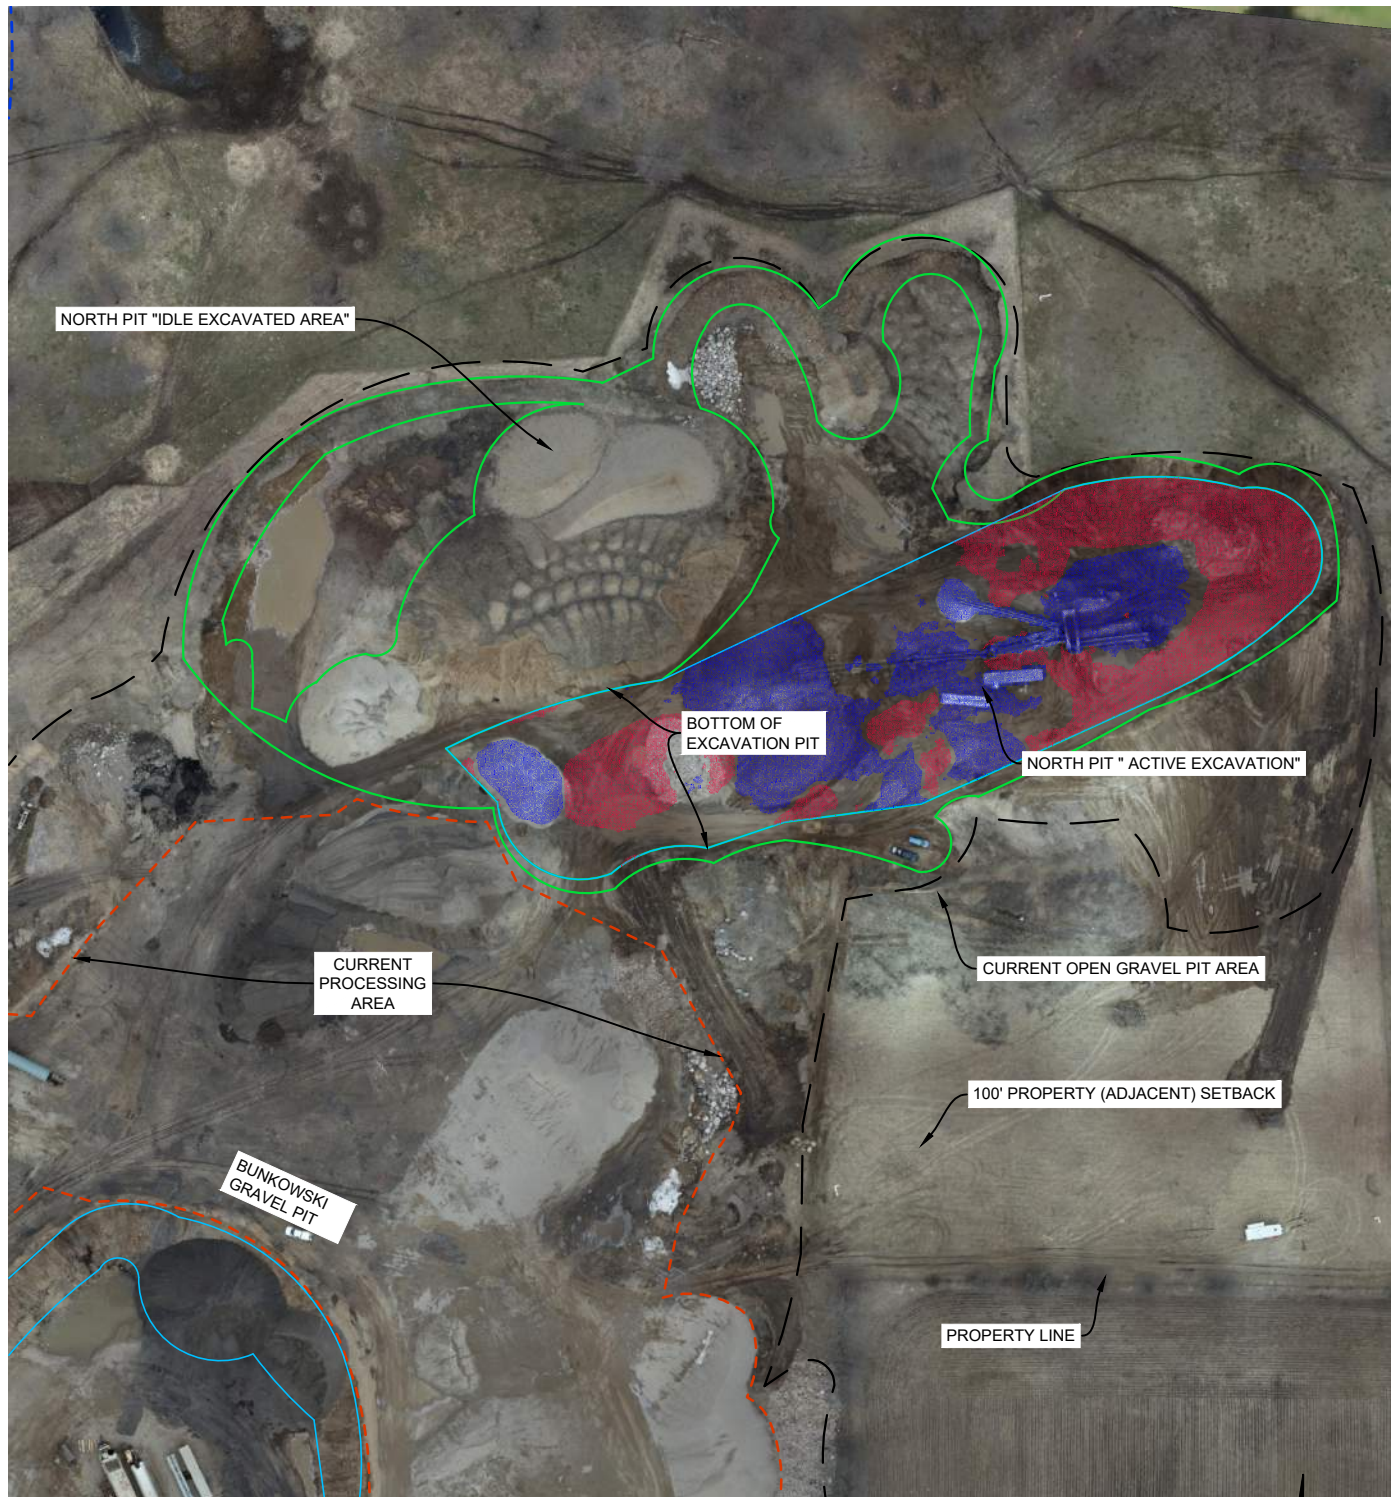 NORTH PIT "IDLE EXCAVATED AREA"
BOTTOM OF
EXCAVATION PIT
NORTH PIT " ACTIVE EXCAVATION"
CURRENT
PROCESSING
AREA
CURRENT OPEN GRAVEL PIT AREA
100' PROPERTY (ADJACENT) SETBACK
BUNKOWSKI
GRAVEL PIT
PROPERTY LINE